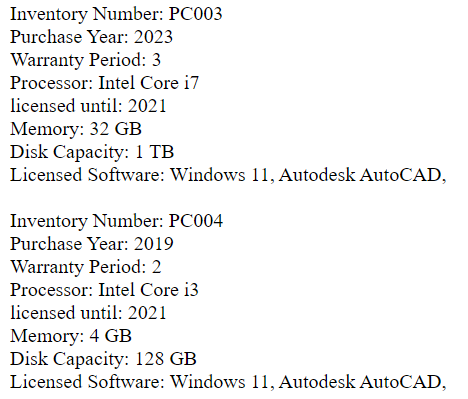 Inventory Number: PC003
Purchase Year: 2023
Warranty Period: 3
Processor: Intel Core i7
licensed until: 2021
Memory: 32 GB
Disk Capacity: 1 TB
Licensed Software: Windows 11, Autodesk AutoCAD,
Inventory Number: PC004
Purchase Year: 2019
Warranty Period: 2
Processor: Intel Core i3
licensed until: 2021
Memory: 4 GB
Disk Capacity: 128 GB
Licensed Software: Windows 11, Autodesk AutoCAD,